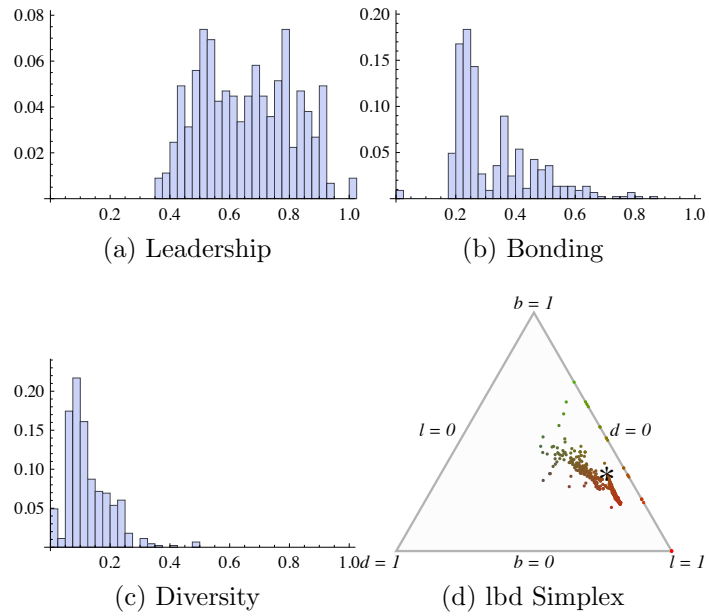 0.08
0.06
0.04
0.02
0.2 0.4 0.6 0.8 1.0
(a) Leadership
0.20
0.15
0.10
0.05
0.2 0.4 0.6 0.8 1.0
(b) Bonding
0.20
0.15
0.10
0.05
0.2 0.4 0.6 0.8 1.0
(c) Diversity
b = 1
l = 0
d = 0
*
d = 1
b = 0
l = 1
(d) lbd Simplex